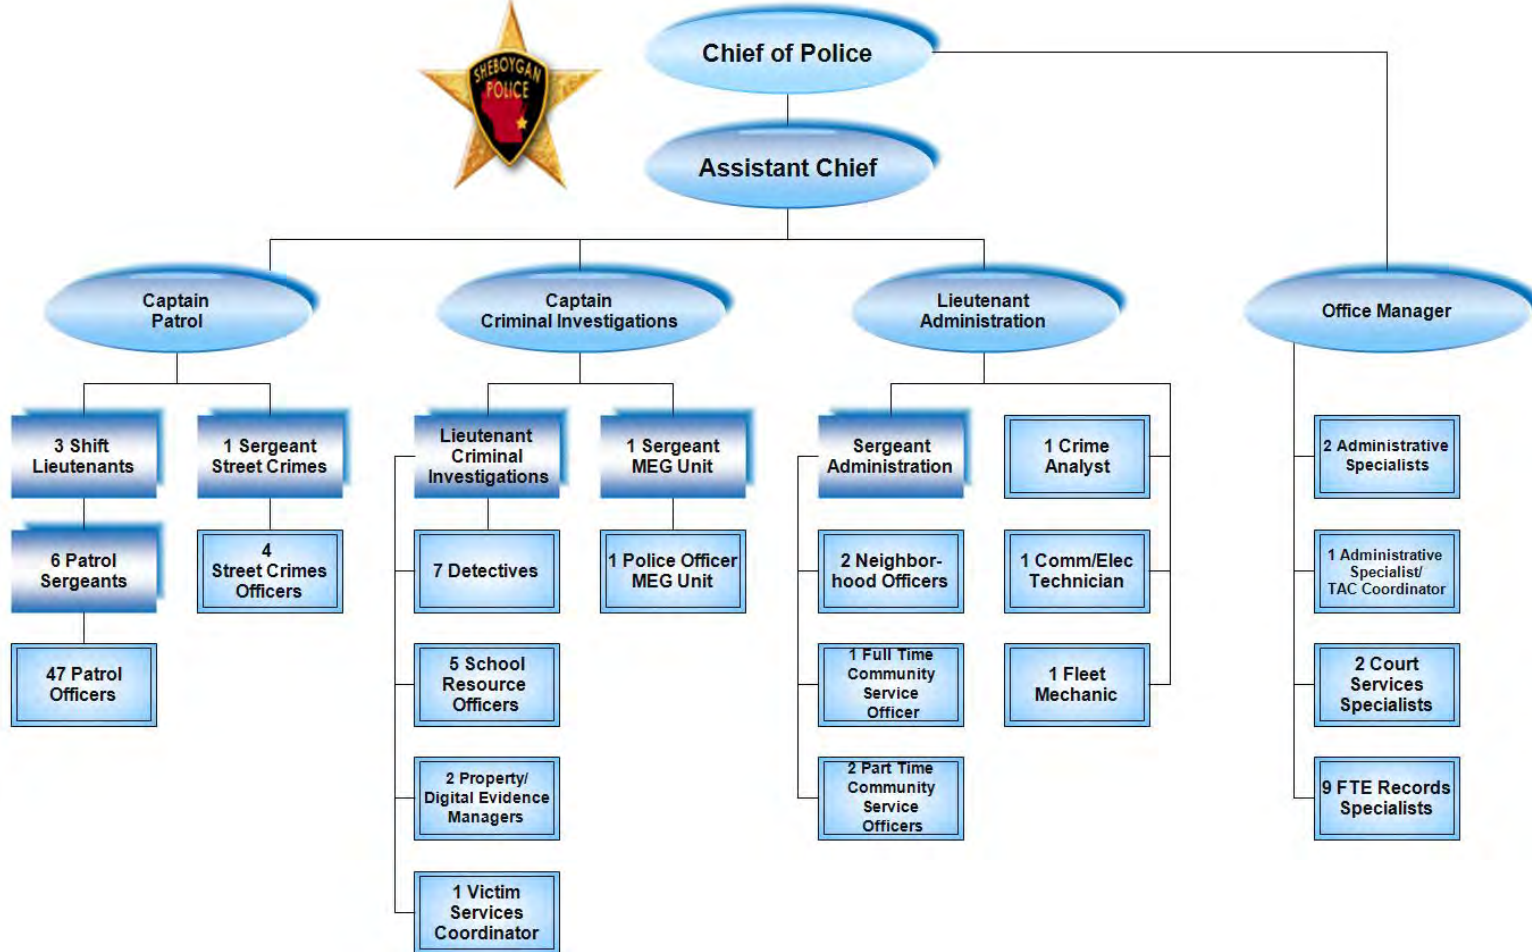 SHEBOYGAN
POLICE
Chief of Police
Assistant Chief
Captain
Patrol
Captain
Criminal Investigations
Lieutenant
Administration
Office Manager
3 Shift
Lieutenants
1 Sergeant
Street Crimes
Lieutenant
Criminal
Investigations
1 Sergeant
MEG Unit
Sergeant
Administration
1 Crime
Analyst
2 Administrative
Specialists
6 Patrol
Sergeants
4
Street Crimes
Officers
7 Detectives
1 Police Officer
MEG Unit
2 Neighbor-
hood Officers
1 Comm/Elec
Technician
1 Administrative
Specialist/
TAC Coordinator
47 Patrol
Officers
5 School
Resource
Officers
1 Full Time
Community
Service
Officer
1 Fleet
Mechanic
2 Court
Services
Specialists
2 Property/
Digital Evidence
Managers
2 Part Time
Community
Service
Officers
9 FTE Records
Specialists
1 Victim
Services
Coordinator